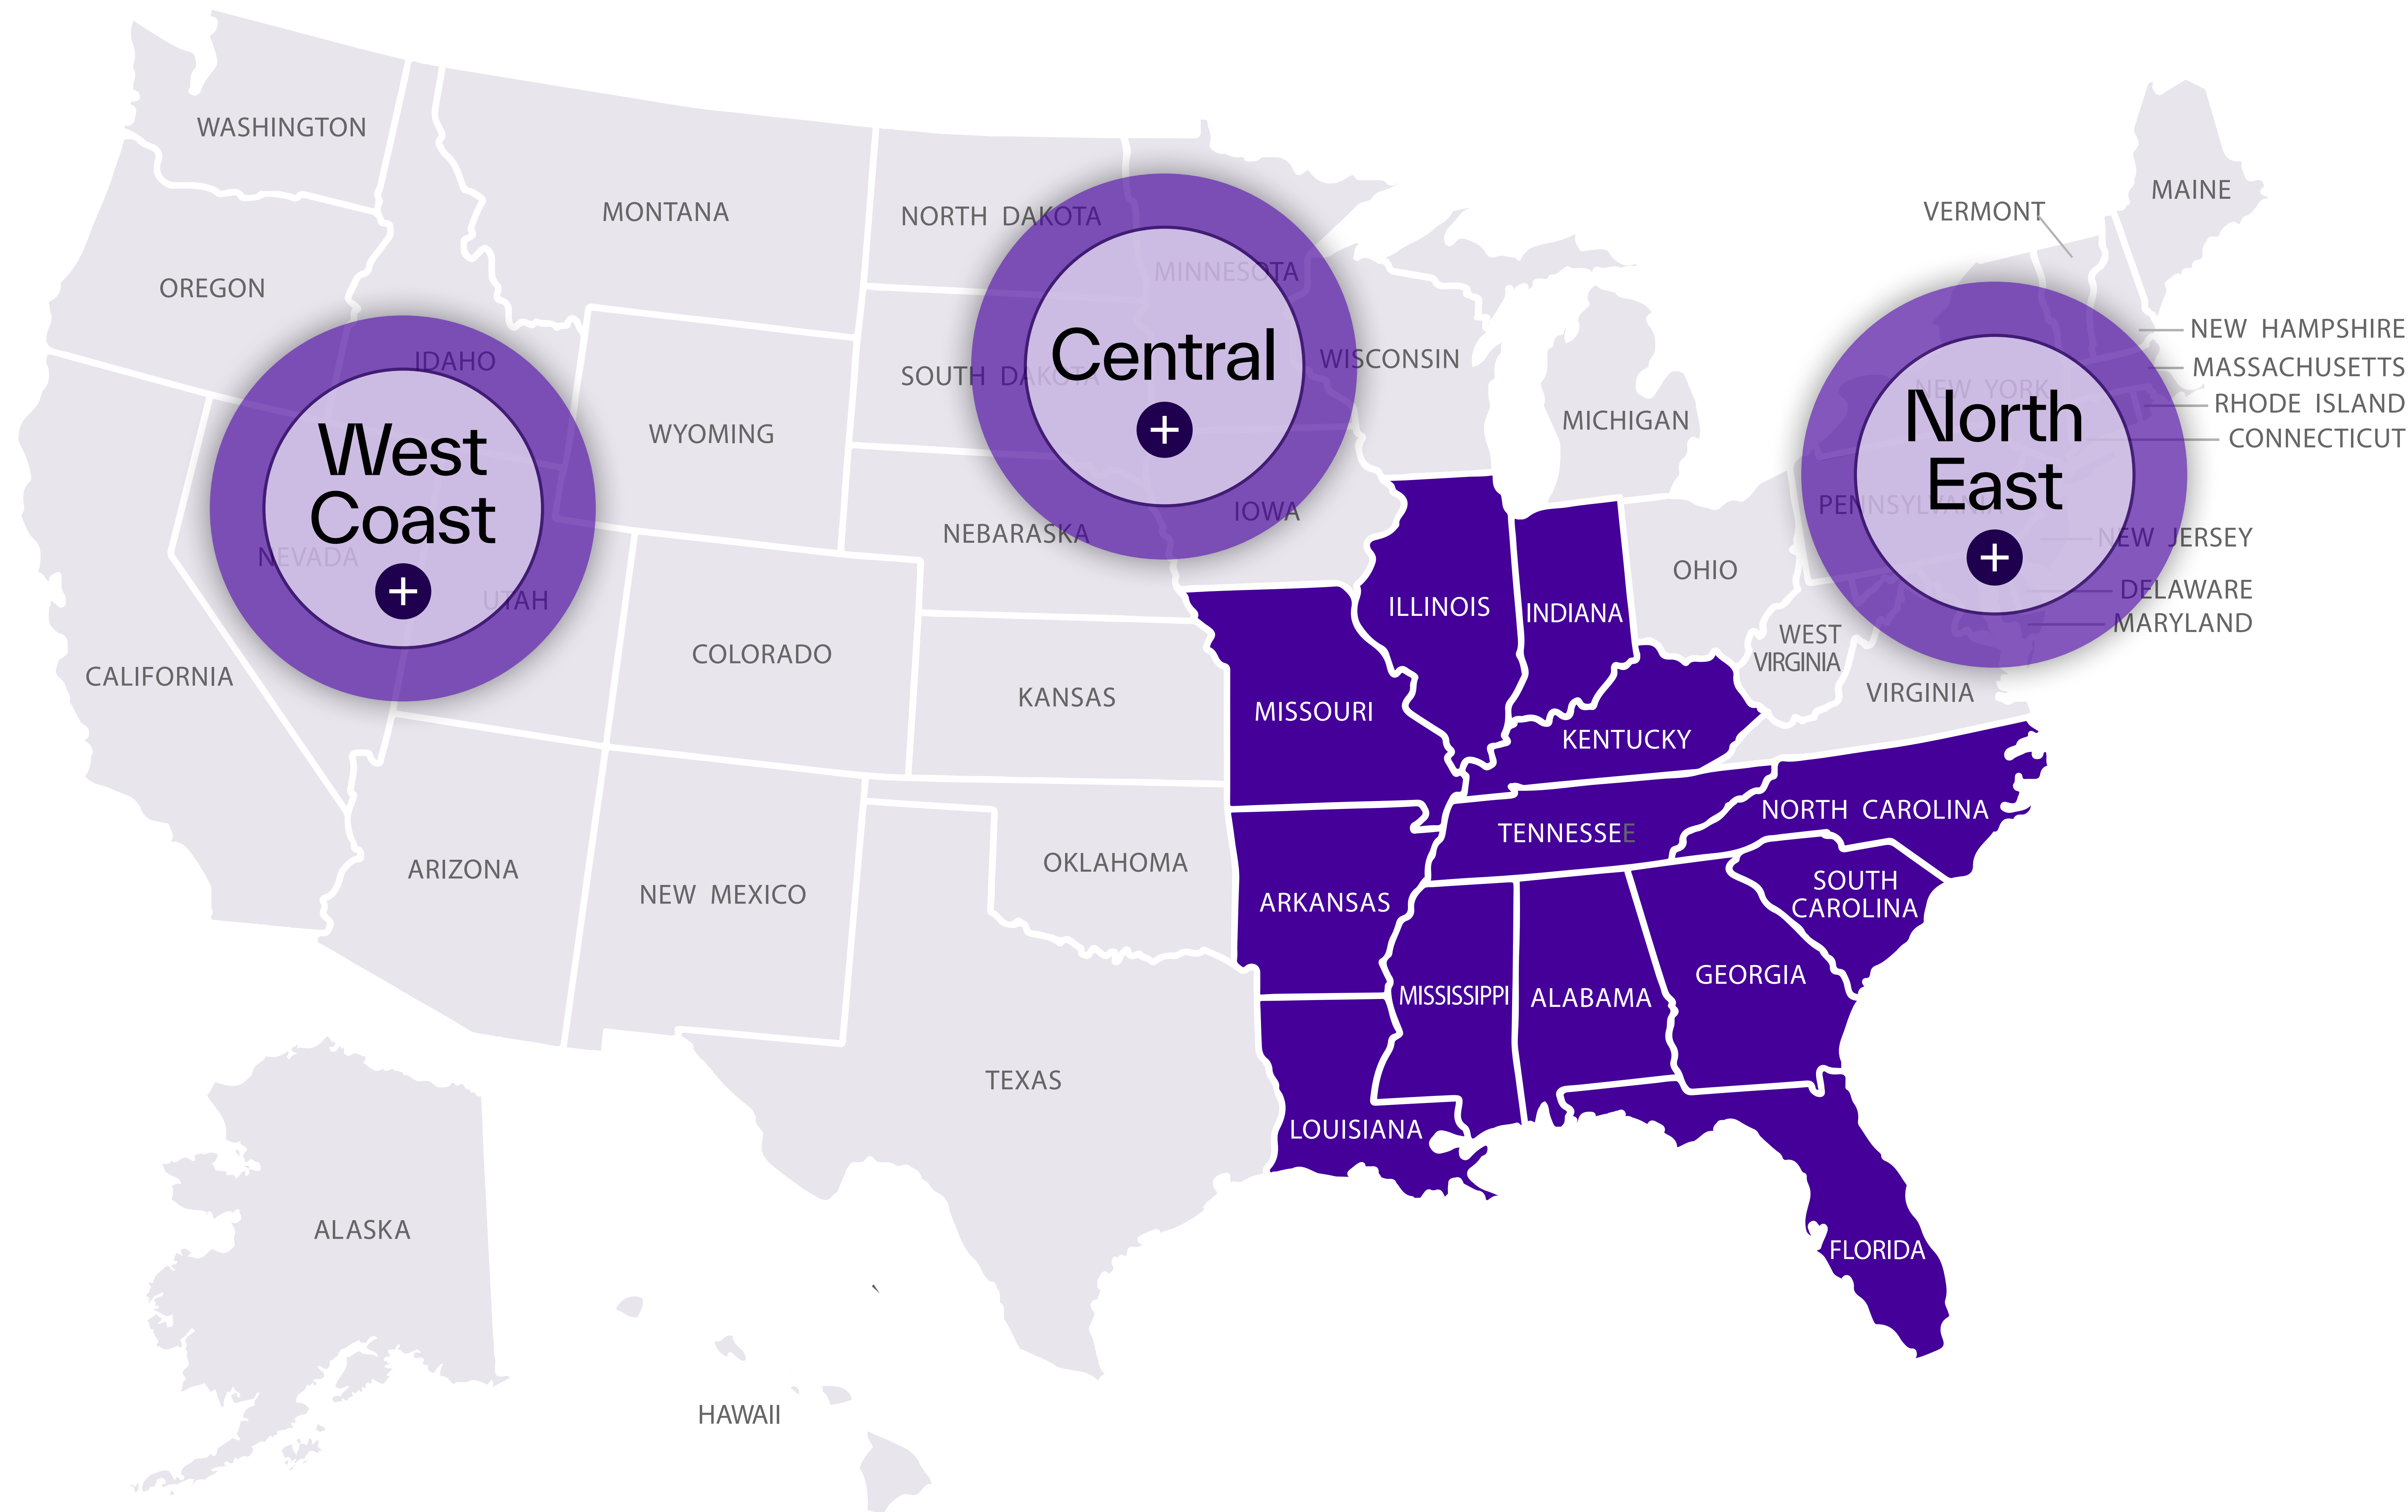 WASHINGTON
OREGON
CALIFORNIA
IDAHO
NEVADA
UTAH
West
Coast
+
MONTANA
WYOMING
COLORADO
ARIZONA
NEW MEXICO
NORTH DAKOTA
SOUTH DAKOTA
NEBARASKA
KANSAS
OKLAHOMA
TEXAS
MINNESOTA
IOWA
Central
+
WISCONSIN
MICHIGAN
ILLINOIS
INDIANA
OHIO
MISSOURI
KENTUCKY
TENNESSEE
ARKANSAS
MISSISSIPPI
ALABAMA
LOUISIANA
GEORGIA
FLORIDA
NORTH CAROLINA
SOUTH
CAROLINA
WEST
VIRGINIA
VIRGINIA
VERMONT
MAINE
NEW YORK
North
East
+
PENNSYLVANIA
NEW HAMPSHIRE
MASSACHUSETTS
RHODE ISLAND
CONNECTICUT
NEW JERSEY
DELAWARE
MARYLAND
ALASKA
HAWAII